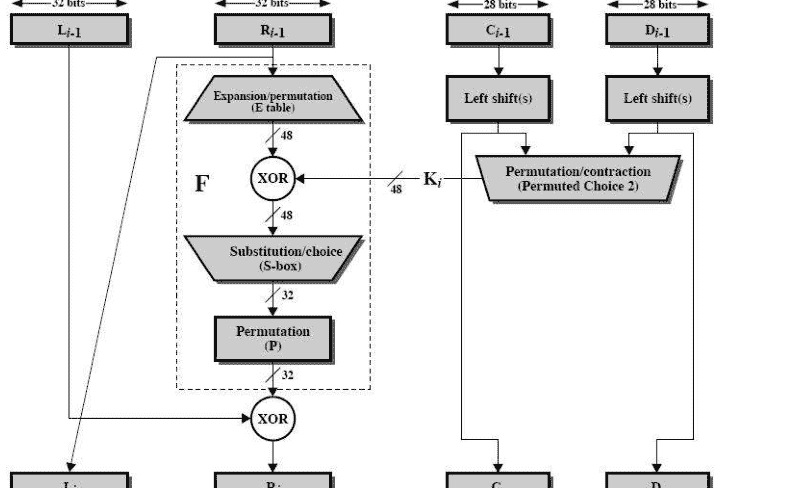 32 bits 32 bits 28 bits 28 bits
Li-1 Ri-1 Ci-1 Di-1
Expansion/permutation
(E table)
Left shift(s) Left shift(s)
48
F XOR 48 Ki
Permutation/contraction
(Permuted Choice 2)
48
Substitution/choice
(S-box)
32
Permutation
(P)
32
XOR